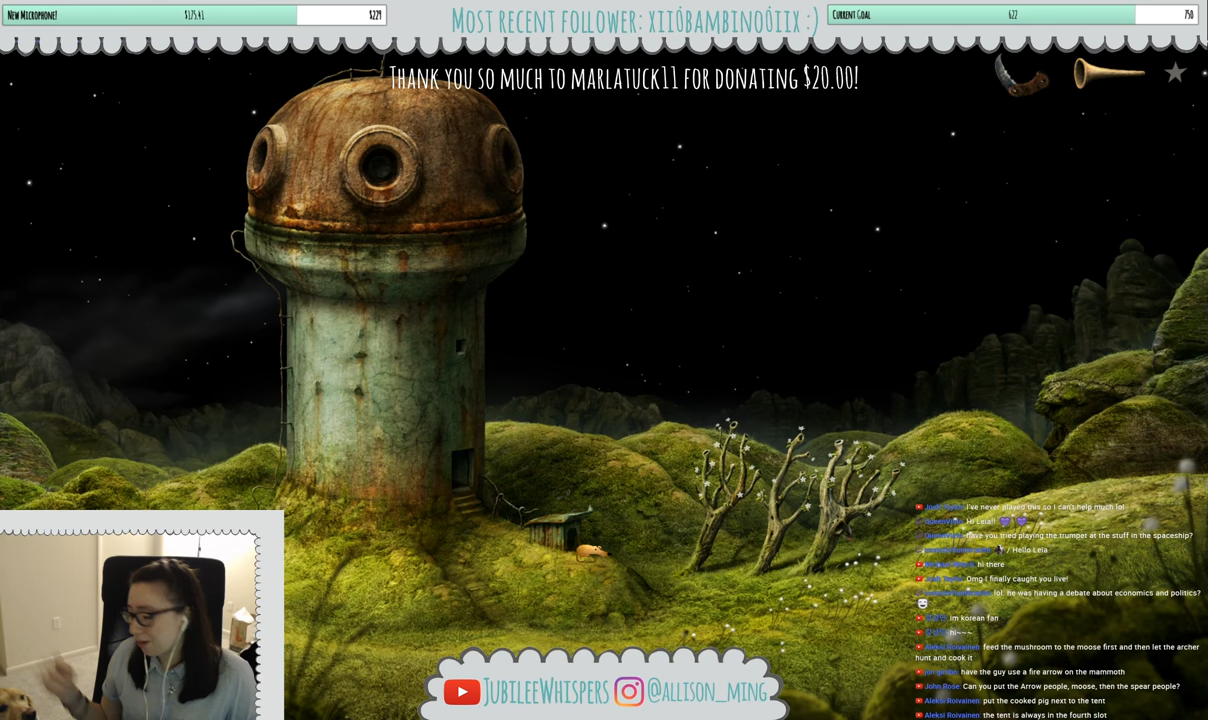 New Microphone!
$175.41
$229
Most recent follower: xiiôbambinoôiix :)
Current Goal
622
750
Thank you so much to marlatuck11 for donating $20.00!
I've never played this so I can't help much lol
Hi Leia!!
have you tried playing the trumpet at the stuff in the spaceship?
/ Hello Leia
hi there
Omg I finally caught you live!
lol. he was having a debate about economics and politics?
im korean fan
hi~~~
Aleksi Roivainen: feed the mushroom to the moose first and then let the archer
hunt and cook it
have the guy use a fire arrow on the mammoth
John Rose: Can you put the Arrow people, moose, then the spear people?
Aleksi Roivainen: put the cooked pig next to the tent
Aleksi Roivainen: the tent is always in the fourth slot
JubileeWhispers @allison_ming